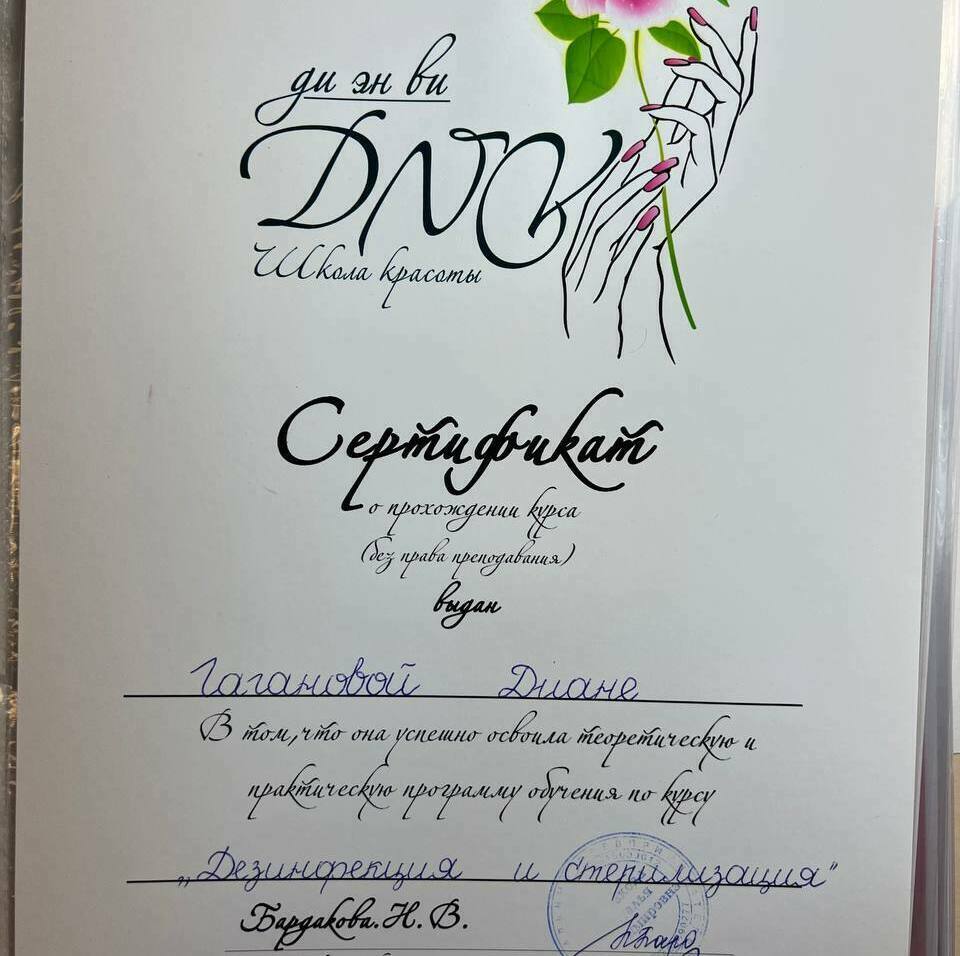 ди эн ви
DNV
Школа красоты
Сертификат
о прохождении курса
(без права преподавания)
выдан
Гагановой Диане
В том, что она успешно освоила теоретическую и
практическую программу обучения по курсу
„Дезинфекция и стерилизация"
Бардакова. Н. В.